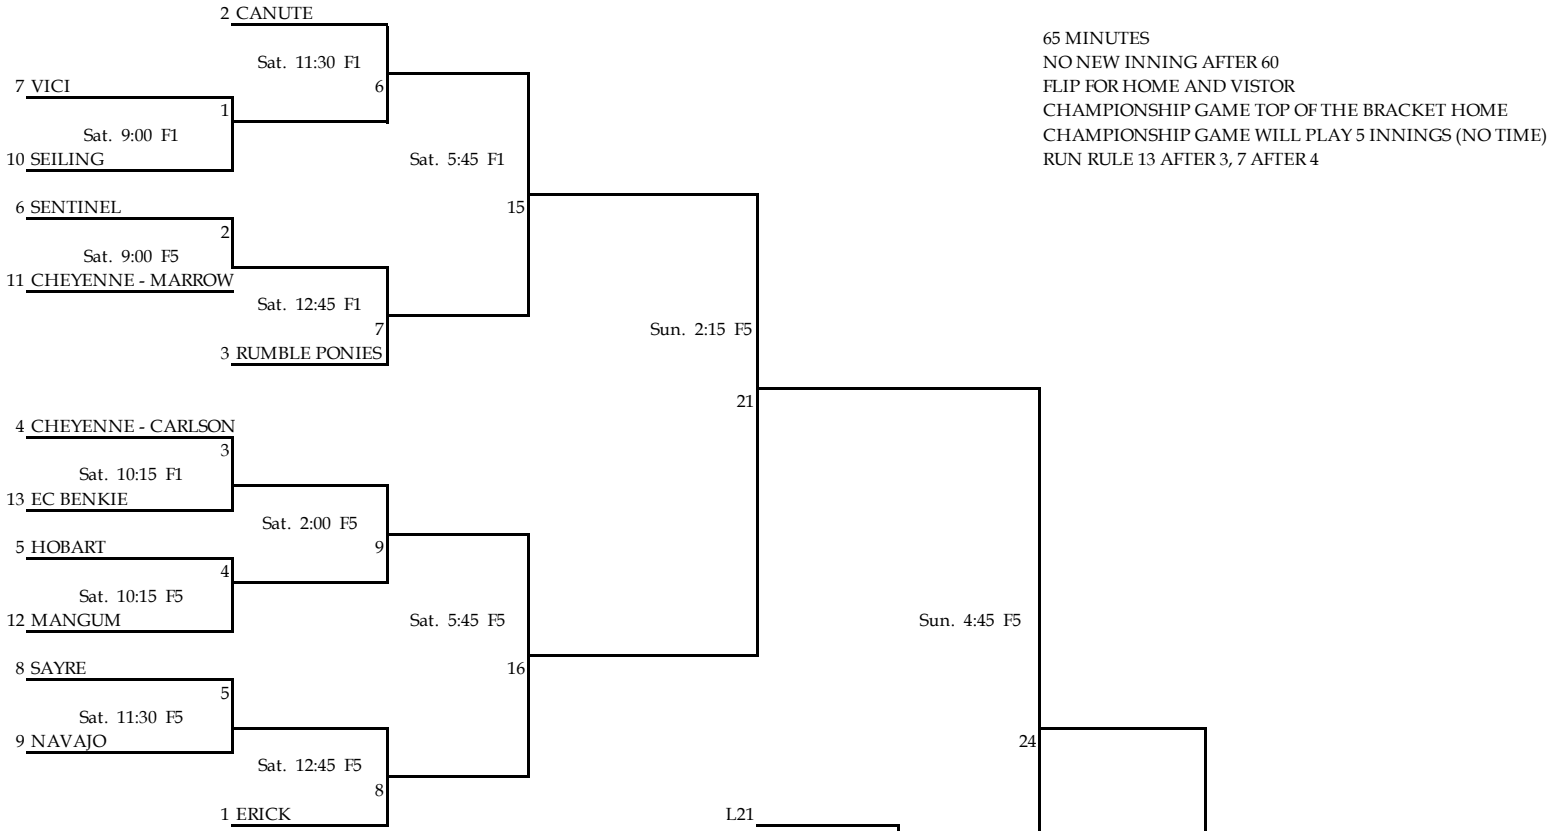 2 CANUTE
65 MINUTES
Sat. 11:30 F1
NO NEW INNING AFTER 60
7 VICI
6
FLIP FOR HOME AND VISTOR
1
CHAMPIONSHIP GAME TOP OF THE BRACKET HOME
Sat. 9:00 F1
CHAMPIONSHIP GAME WILL PLAY 5 INNINGS (NO TIME)
10 SEILING
Sat. 5:45 F1
RUN RULE 13 AFTER 3, 7 AFTER 4
6 SENTINEL
15
2
Sat. 9:00 F5
11 CHEYENNE - MARROW
Sat. 12:45 F1
7
Sun. 2:15 F5
3 RUMBLE PONIES
21
4 CHEYENNE - CARLSON
3
Sat. 10:15 F1
13 EC BENKIE
Sat. 2:00 F5
5 HOBART
9
4
Sat. 10:15 F5
12 MANGUM
Sat. 5:45 F5
Sun. 4:45 F5
8 SAYRE
16
5
Sat. 11:30 F5
9 NAVAJO
24
Sat. 12:45 F5
8
1 ERICK
L21